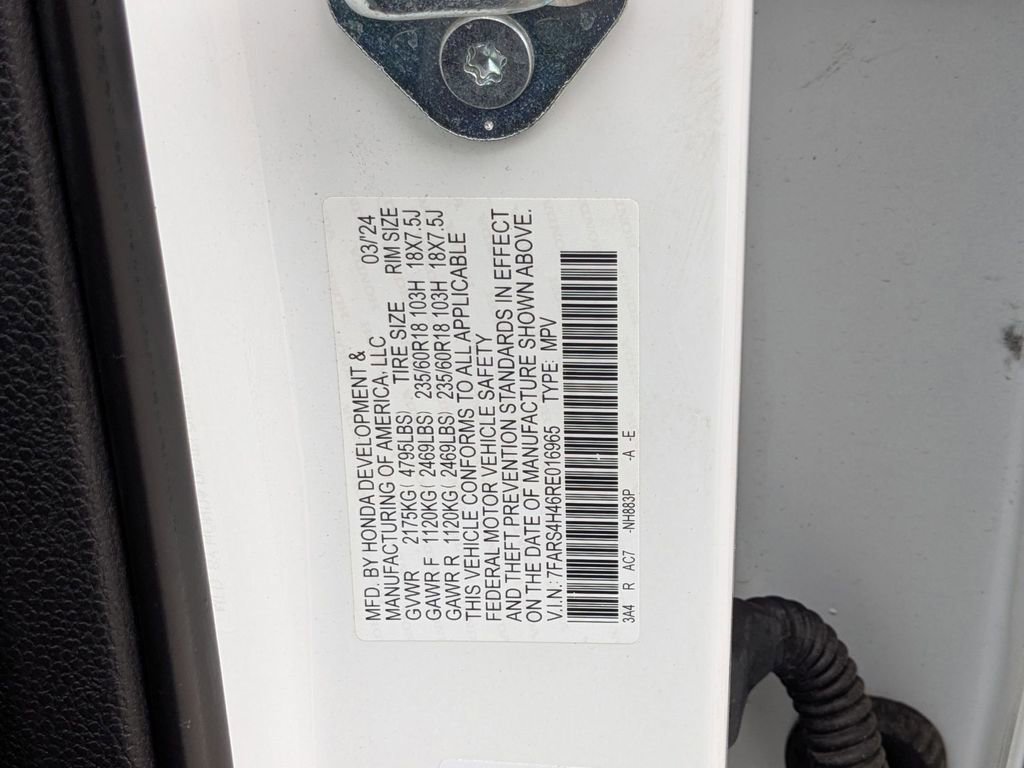 MFD. BY HONDA DEVELOPMENT &
MANUFACTURING OF AMERICA, LLC 03/'24
GVWR 2175KG( 4795LBS) TIRE SIZE RIM SIZE
GAWR F 1120KG( 2469LBS) 235/60R18 103H 18X7.5J
GAWR R 1120KG( 2469LBS) 235/60R18 103H 18X7.5J
THIS VEHICLE CONFORMS TO ALL APPLICABLE
FEDERAL MOTOR VEHICLE SAFETY
AND THEFT PREVENTION STANDARDS IN EFFECT
ON THE DATE OF MANUFACTURE SHOWN ABOVE.
V.I.N: 7FARS4H46RE016965 TYPE: MPV
3A4 R AC7 -NH883P -A -E